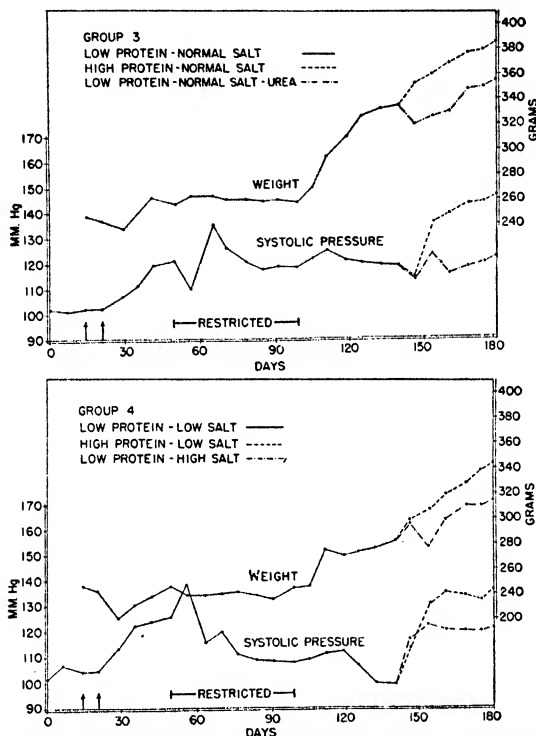 GROUP 3
LOW PROTEIN-NORMAL SALT
HIGH PROTEIN-NORMAL SALT
LOW PROTEIN-NORMAL SALT-UREA
400
380
360
340
320
300
280
260
240
GRAMS
170
160
150
140
130
120
110
100
90
MM. Hg
WEIGHT
SYSTOLIC PRESSURE
RESTRICTED
0 30 60 90 120 150 180
DAYS
GROUP 4
LOW PROTEIN-LOW SALT
HIGH PROTEIN-LOW SALT
LOW PROTEIN-HIGH SALT
400
380
360
340
320
300
280
260
240
200
GRAMS
170
160
150
140
130
120
110
100
90
MM. Hg
WEIGHT
SYSTOLIC PRESSURE
RESTRICTED
0 30 60 90 120 150 180
DAYS